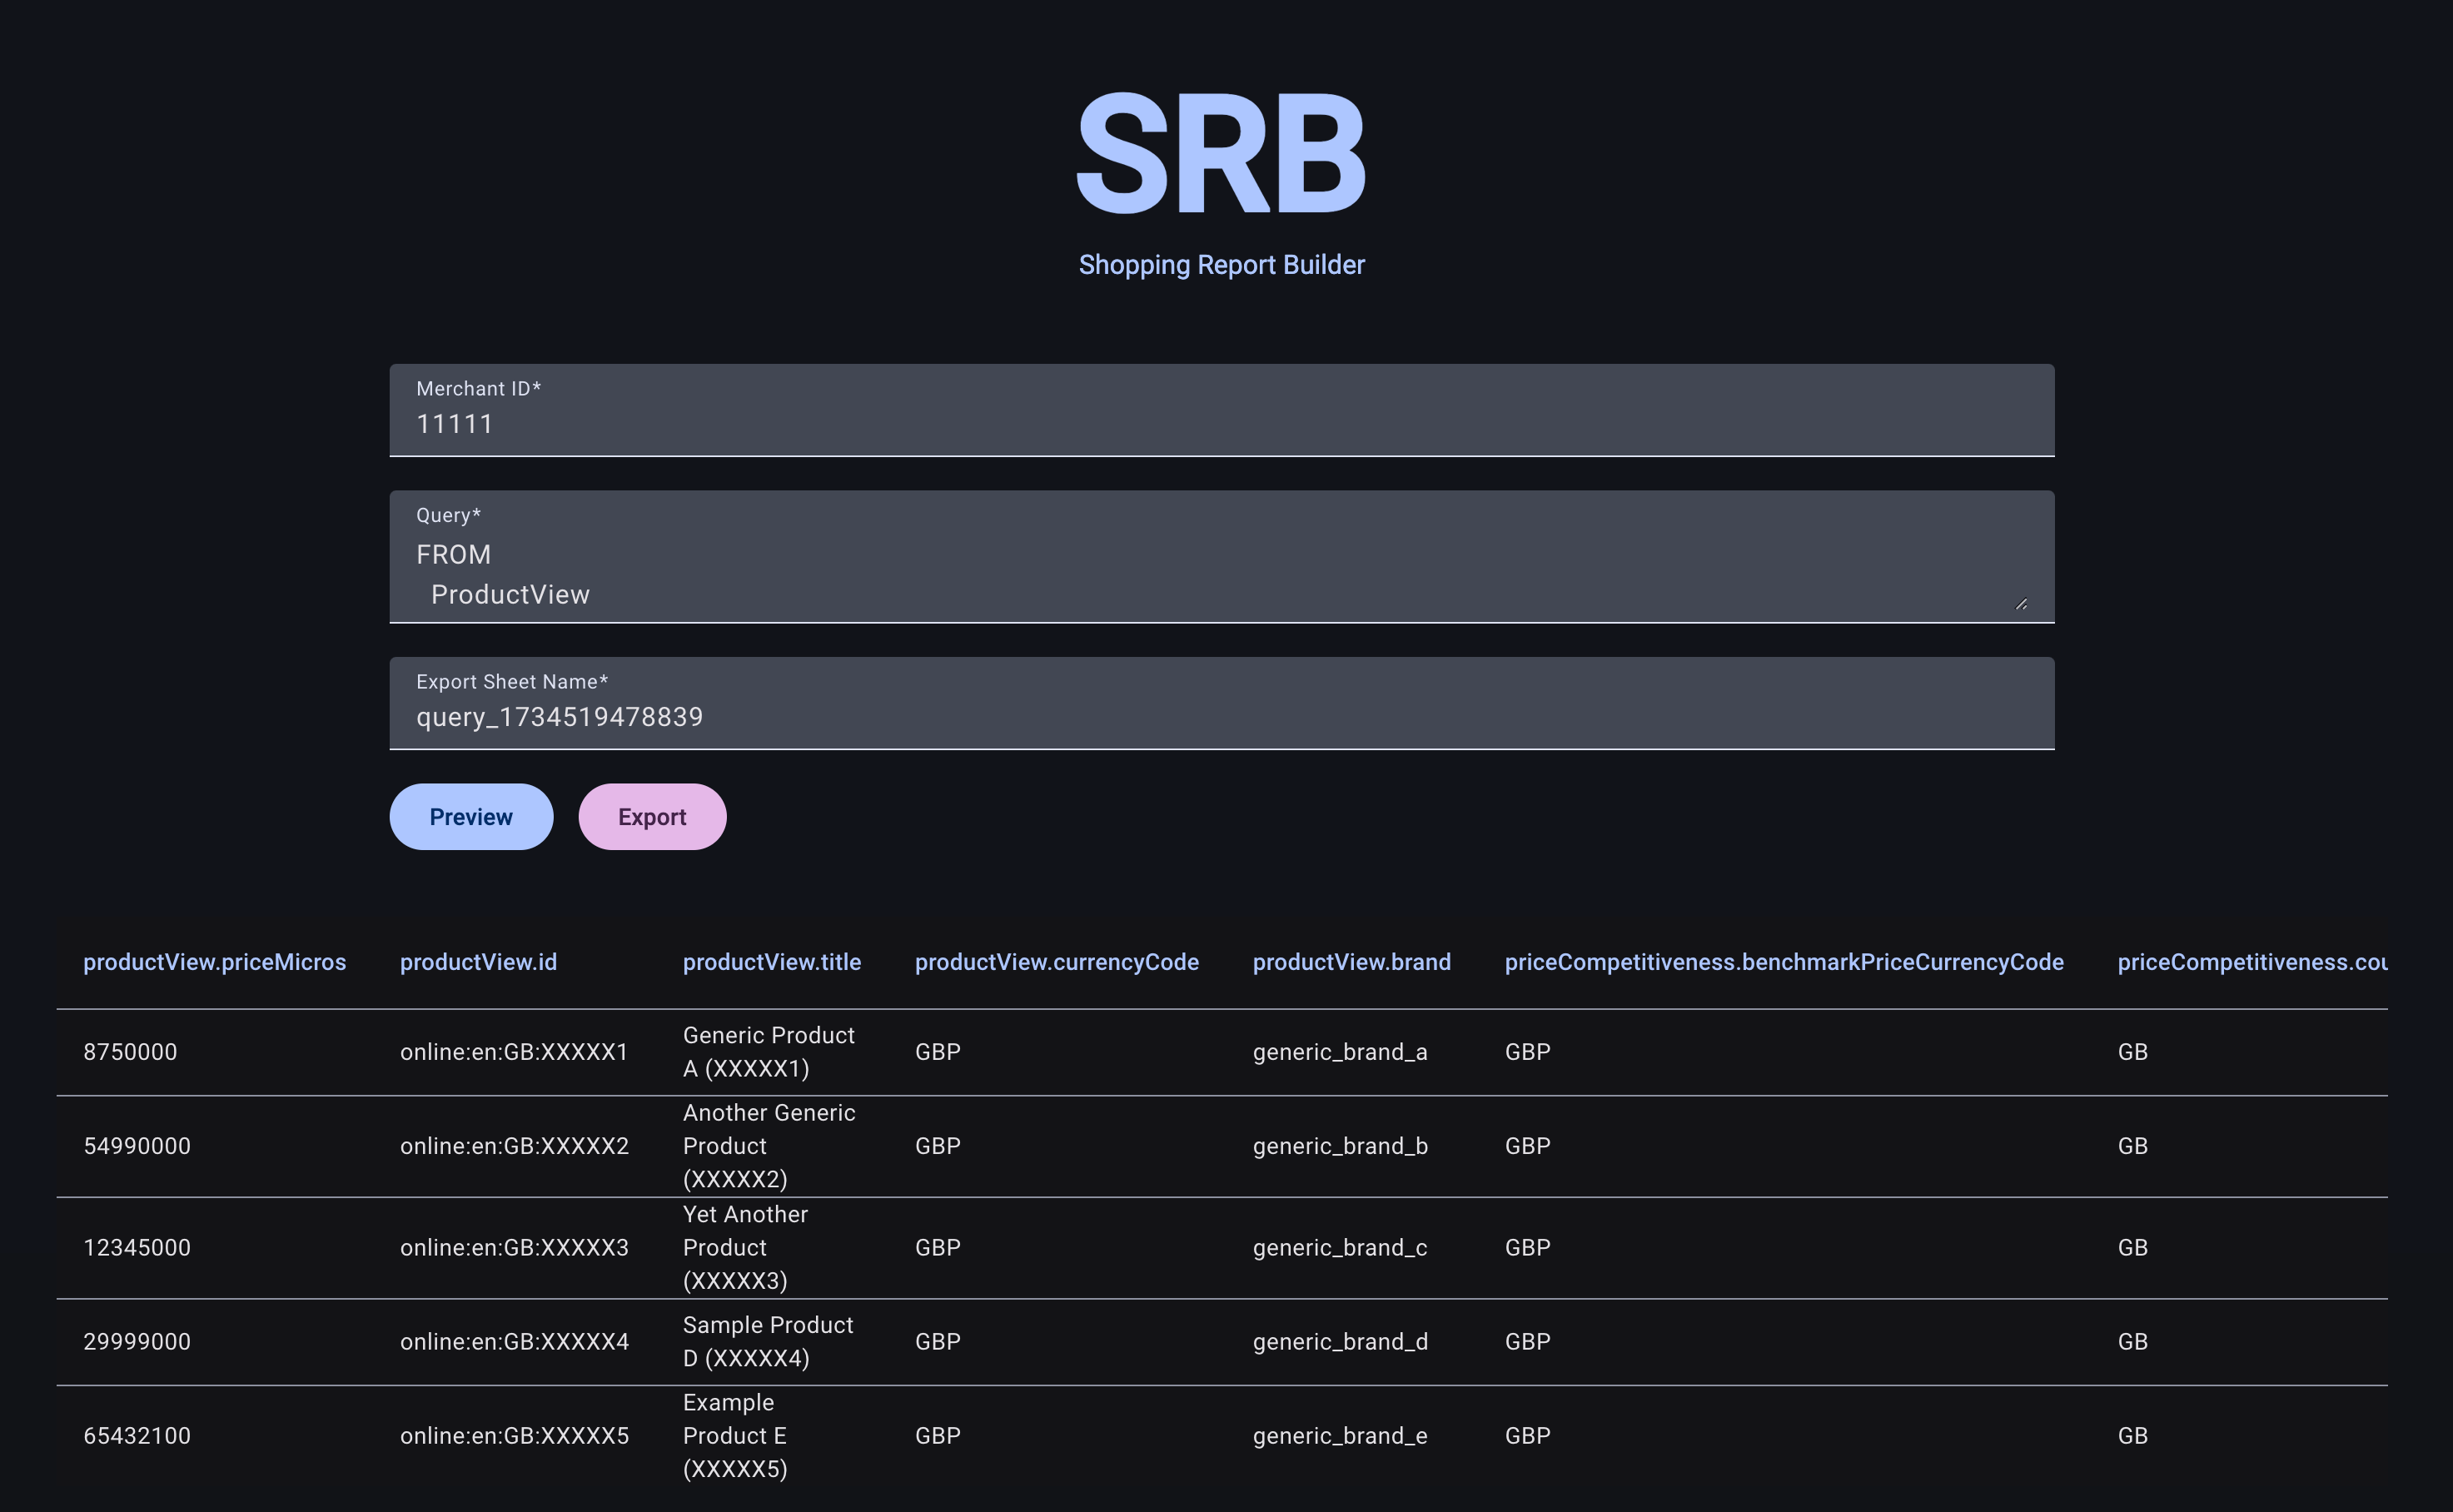 SRB
Shopping Report Builder
Merchant ID*
11111
Query*
FROM
ProductView
Export Sheet Name*
query_1734519478839
Preview Export
productView.priceMicros productView.id productView.title productView.currencyCode productView.brand priceCompetitiveness.benchmarkPriceCurrencyCode priceCompetitiveness.cou
8750000 online:en:GB:XXXXX1 Generic Product
A (XXXXX1) GBP generic_brand_a GBP GB
54990000 online:en:GB:XXXXX2 Another Generic
Product
(XXXXX2) GBP generic_brand_b GBP GB
12345000 online:en:GB:XXXXX3 Yet Another
Product
(XXXXX3) GBP generic_brand_c GBP GB
29999000 online:en:GB:XXXXX4 Sample Product
D (XXXXX4) GBP generic_brand_d GBP GB
65432100 online:en:GB:XXXXX5 Example
Product E
(XXXXX5) GBP generic_brand_e GBP GB